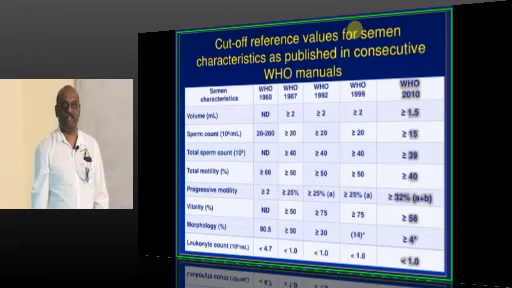 Cut-off reference values for semen
characteristics as published in consecutive
WHO manuals
Semen characteristics WHO 1980 WHO 1987 WHO 1992 WHO 1999 WHO 2010
Volume (mL) ND ≥ 2 ≥ 2 ≥ 2 ≥ 1.5
Sperm count (10⁶/mL) 20-200 ≥ 20 ≥ 20 ≥ 20 ≥ 15
Total sperm count (10⁶) ND ≥ 40 ≥ 40 ≥ 40 ≥ 39
Total motility (%) ≥ 60 ≥ 50 ≥ 50 ≥ 50 ≥ 40
Progressive motility ≥ 2 ≥ 25% ≥ 25% (a) ≥ 25% (a) ≥ 32% (a+b)
Vitality (%) ND ≥ 50 ≥ 75 ≥ 75 ≥ 58
Morphology (%) 80.5 ≥ 50 ≥ 30 (14)* ≥ 4*
Leukocyte count (10⁶/mL) < 4.7 < 1.0 < 1.0 < 1.0 < 1.0